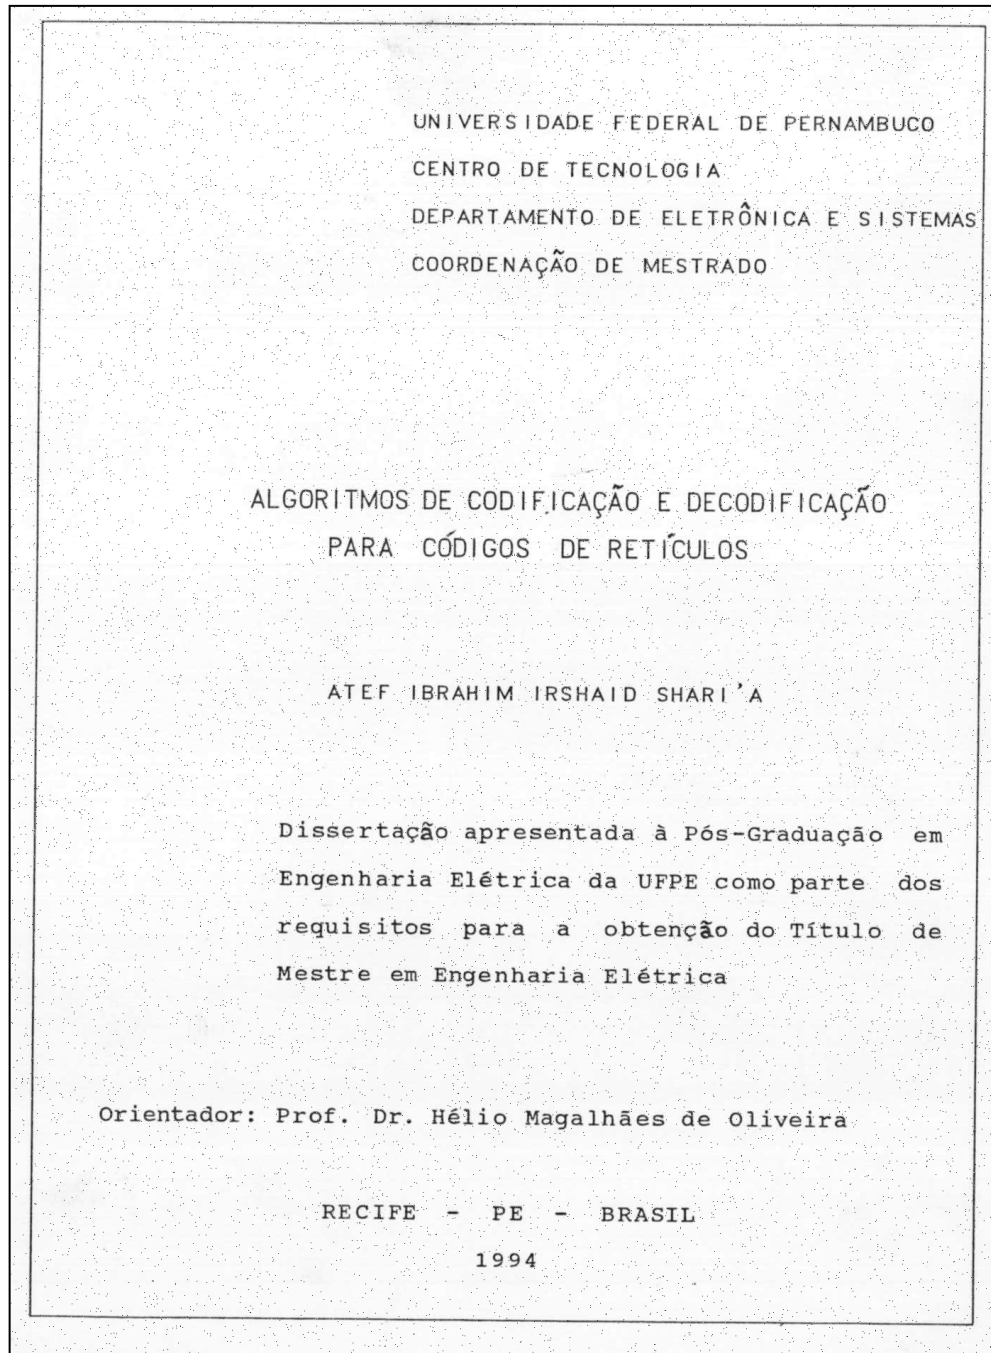 UNIVERSIDADE FEDERAL DE PERNAMBUCO
CENTRO DE TECNOLOGIA
DEPARTAMENTO DE ELETRÔNICA E SISTEMAS
COORDENAÇÃO DE MESTRADO
ALGORITMOS DE CODIFICAÇÃO E DECODIFICAÇÃO
PARA CÓDIGOS DE RETÍCULOS
ATEF IBRAHIM IRSHAID SHARI'A
Dissertação apresentada à Pós-Graduação em
Engenharia Elétrica da UFPE como parte dos
requisitos para a obtenção do Título de
Mestre em Engenharia Elétrica
Orientador: Prof. Dr. Hélio Magalhães de Oliveira
RECIFE - PE - BRASIL
1994